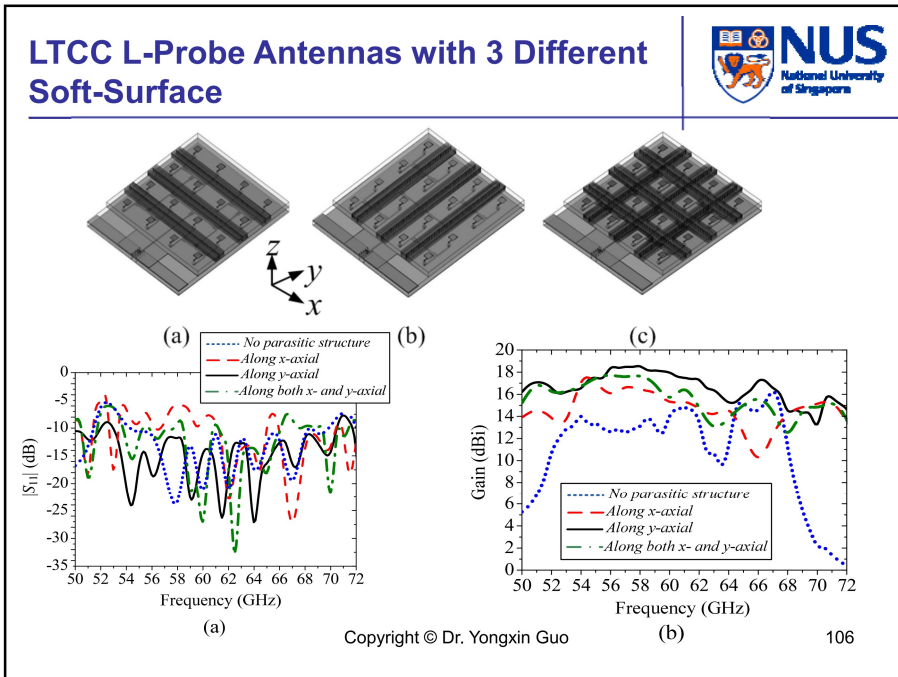 LTCC L-Probe Antennas with 3 Different
Soft-Surface
NUS
National University
of Singapore
z
y
x
(a)
(b)
(c)
No parasitic structure
Along x-axial
Along y-axial
Along both x- and y-axial
0
-5
-10
-15
-20
-25
-30
-35
|S11| (dB)
50 52 54 56 58 60 62 64 66 68 70 72
Frequency (GHz)
(a)
20
18
16
14
12
10
8
6
4
2
0
Gain (dBi)
No parasitic structure
Along x-axial
Along y-axial
Along both x- and y-axial
50 52 54 56 58 60 62 64 66 68 70 72
Frequency (GHz)
(b)
Copyright © Dr. Yongxin Guo
106